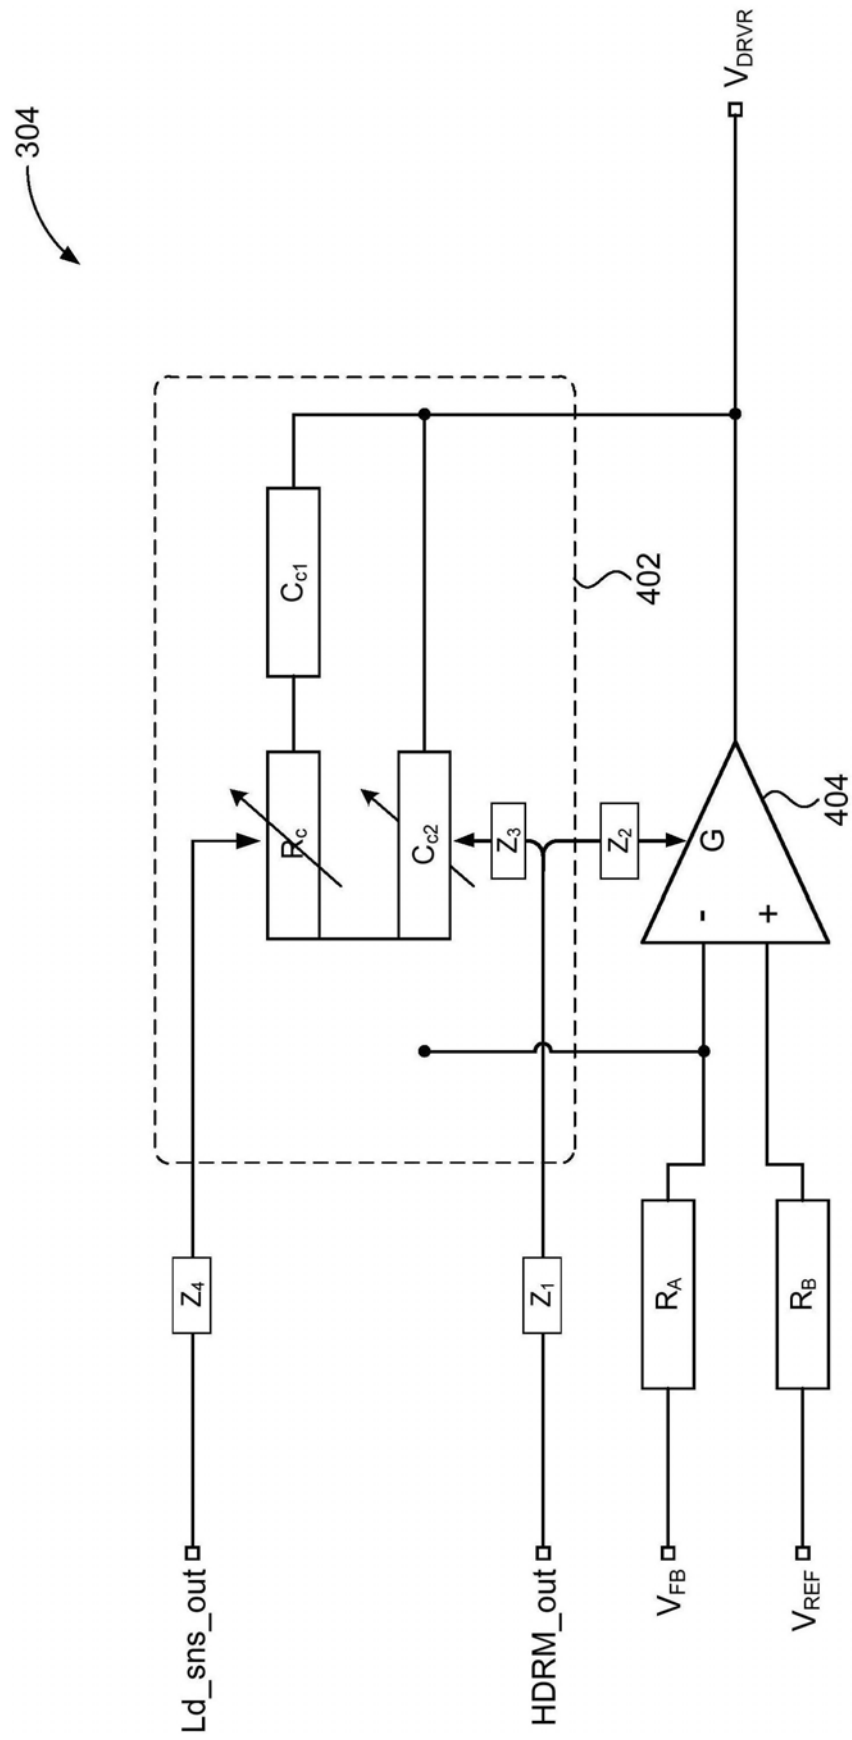 304
Ld_sns_out
Z4
Rc
Cc1
Cc2
402
HDRM_out
Z1
Z3
Z2
VFB
RA
-
G
404
VDRVR
VREF
RB
+